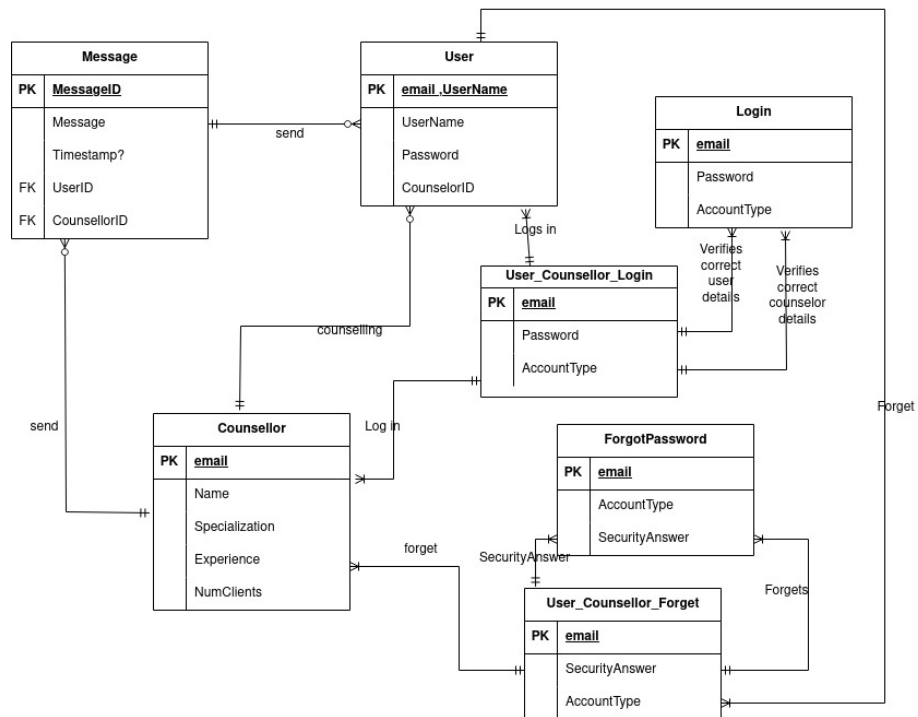 Message
PK MessageID
Message
Timestamp?
FK UserID
FK CounsellorID
send
User
PK email ,UserName
UserName
Password
CounselorID
Login
PK email
Password
AccountType
Logs in
Verifies
correct
user
details
Verifies
correct
counselor
details
User_Counsellor_Login
PK email
Password
AccountType
counselling
send
Log in
Forget
Counsellor
PK email
Name
Specialization
Experience
NumClients
forget
ForgotPassword
PK email
AccountType
SecurityAnswer
SecurityAnswer
Forgets
User_Counsellor_Forget
PK email
SecurityAnswer
AccountType